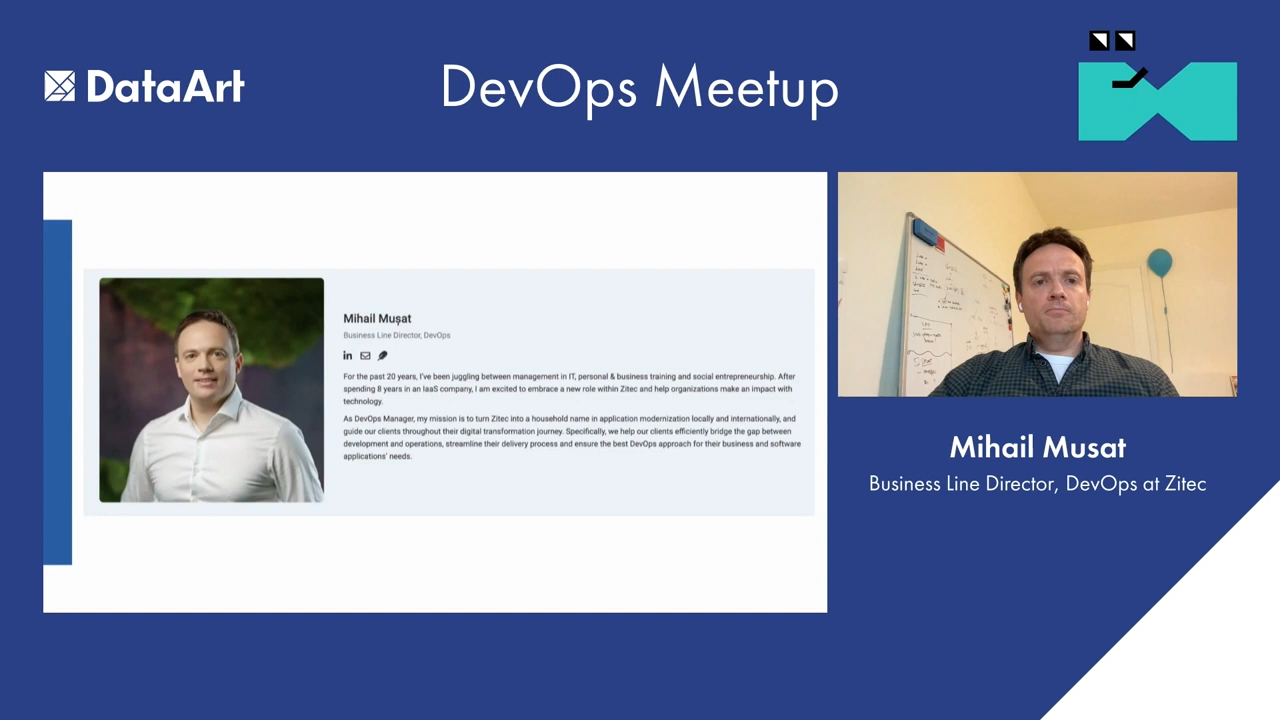 DataArt
DevOps Meetup
Mihail Mușat
Business Line Director, DevOps
in
For the past 20 years, I've been juggling between management in IT, personal & business training and social entrepreneurship. After
spending 8 years in an IaaS company, I am excited to embrace a new role within Zitec and help organizations make an impact with
technology.
As DevOps Manager, my mission is to turn Zitec into a household name in application modernization locally and internationally, and
guide our clients throughout their digital transformation journey. Specifically, we help our clients efficiently bridge the gap between
development and operations, streamline their delivery process and ensure the best DevOps approach for their business and software
applications' needs.
Mihail Musat
Business Line Director, DevOps at Zitec